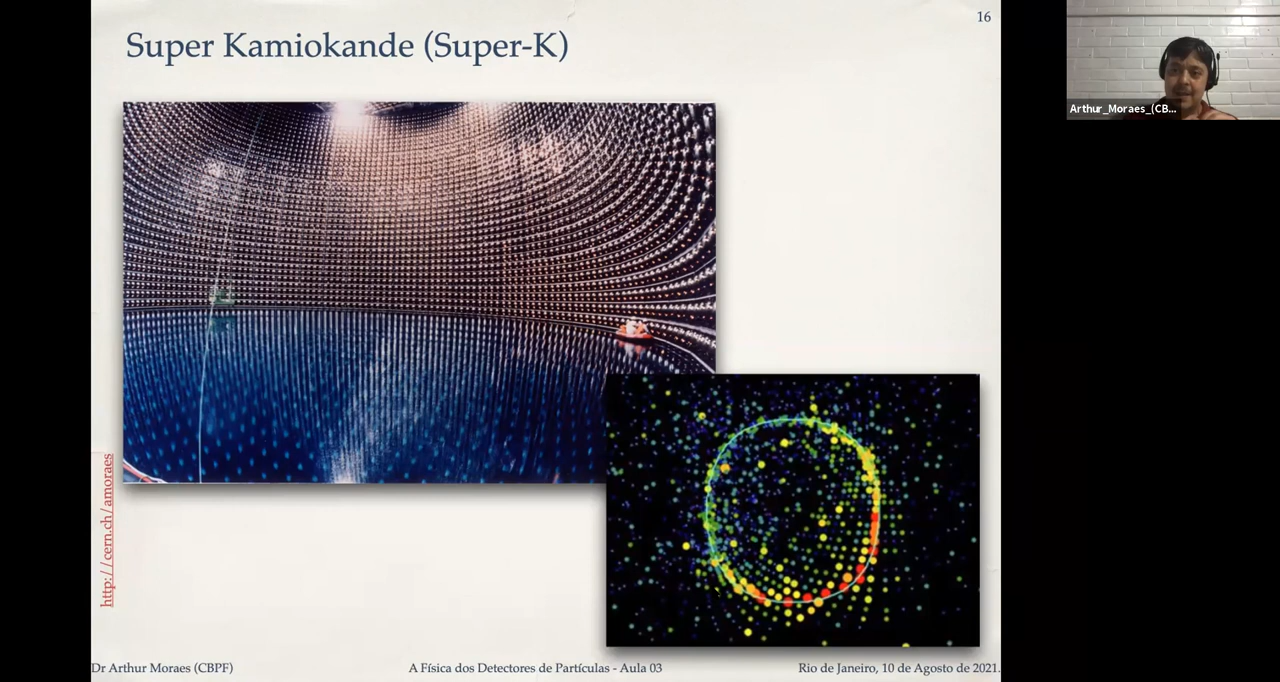 16
Super Kamiokande (Super-K)
Arthur_Moraes_(CB...
http://cern.ch/amoraes
Dr Arthur Moraes (CBPF)
A Física dos Detectores de Partículas - Aula 03
Rio de Janeiro, 10 de Agosto de 2021.